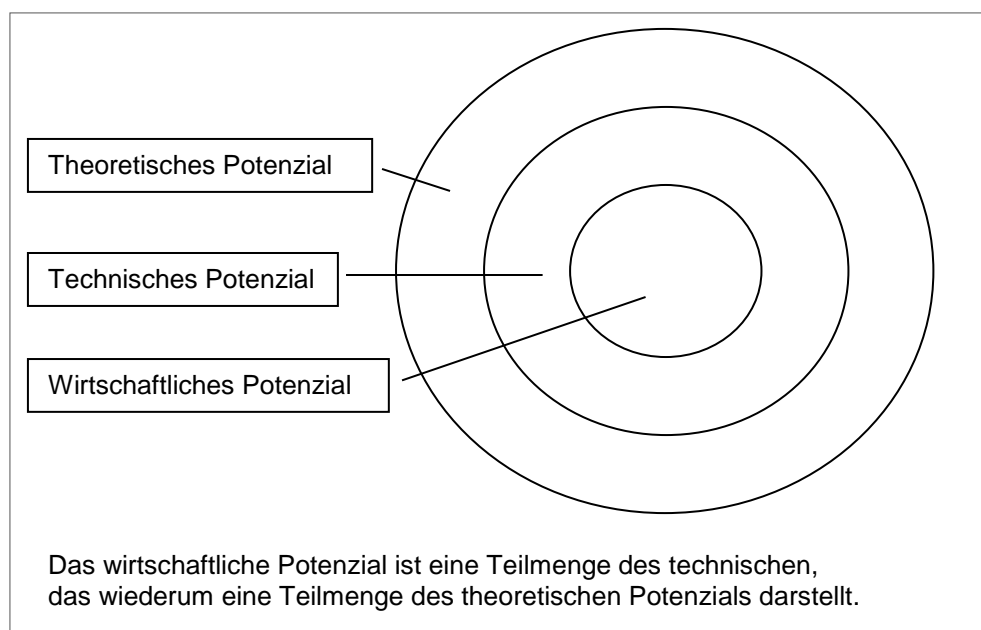 Theoretisches Potenzial
Technisches Potenzial
Wirtschaftliches Potenzial
Das wirtschaftliche Potenzial ist eine Teilmenge des technischen,
das wiederum eine Teilmenge des theoretischen Potenzials darstellt.